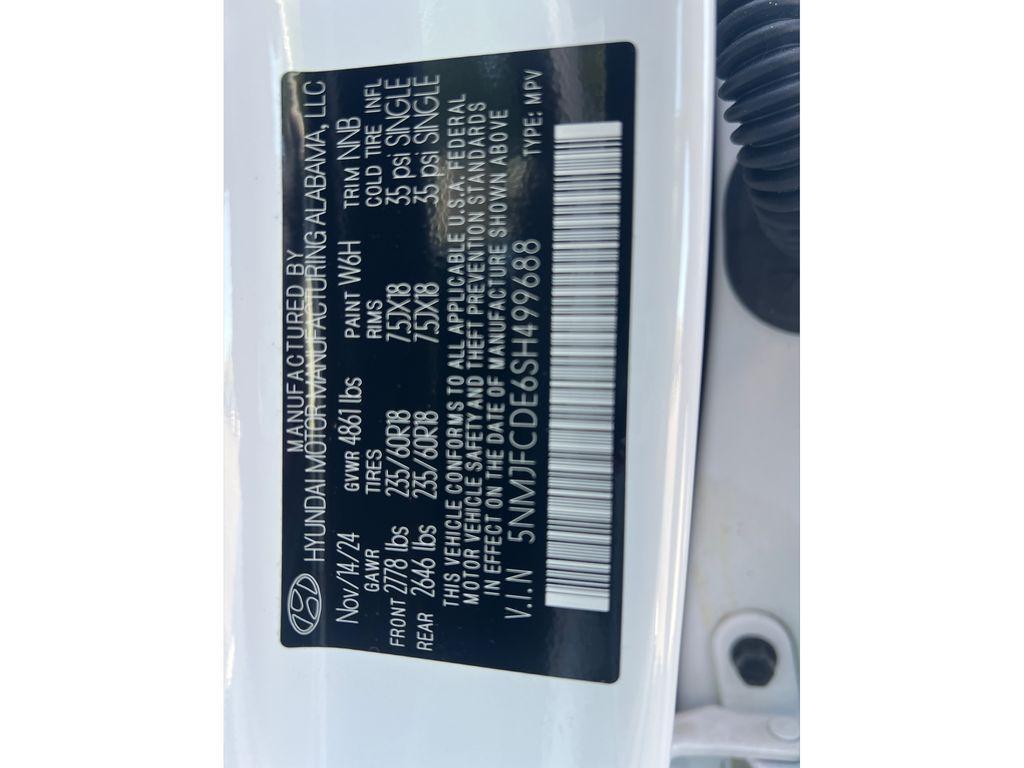 MANUFACTURED BY
HYUNDAI MOTOR MANUFACTURING ALABAMA, LLC
Nov/14/24 GVWR 4861 lbs PAINT W6H TRIM NNB
GAWR TIRES RIMS COLD TIRE INFL
FRONT 2778 lbs 235/60R18 7.5JX18 35 psi SINGLE
REAR 2646 lbs 235/60R18 7.5JX18 35 psi SINGLE
THIS VEHICLE CONFORMS TO ALL APPLICABLE U.S.A. FEDERAL
MOTOR VEHICLE SAFETY AND THEFT PREVENTION STANDARDS
IN EFFECT ON THE DATE OF MANUFACTURE SHOWN ABOVE
V.I.N 5NMJFCDE6SH499688 TYPE: MPV